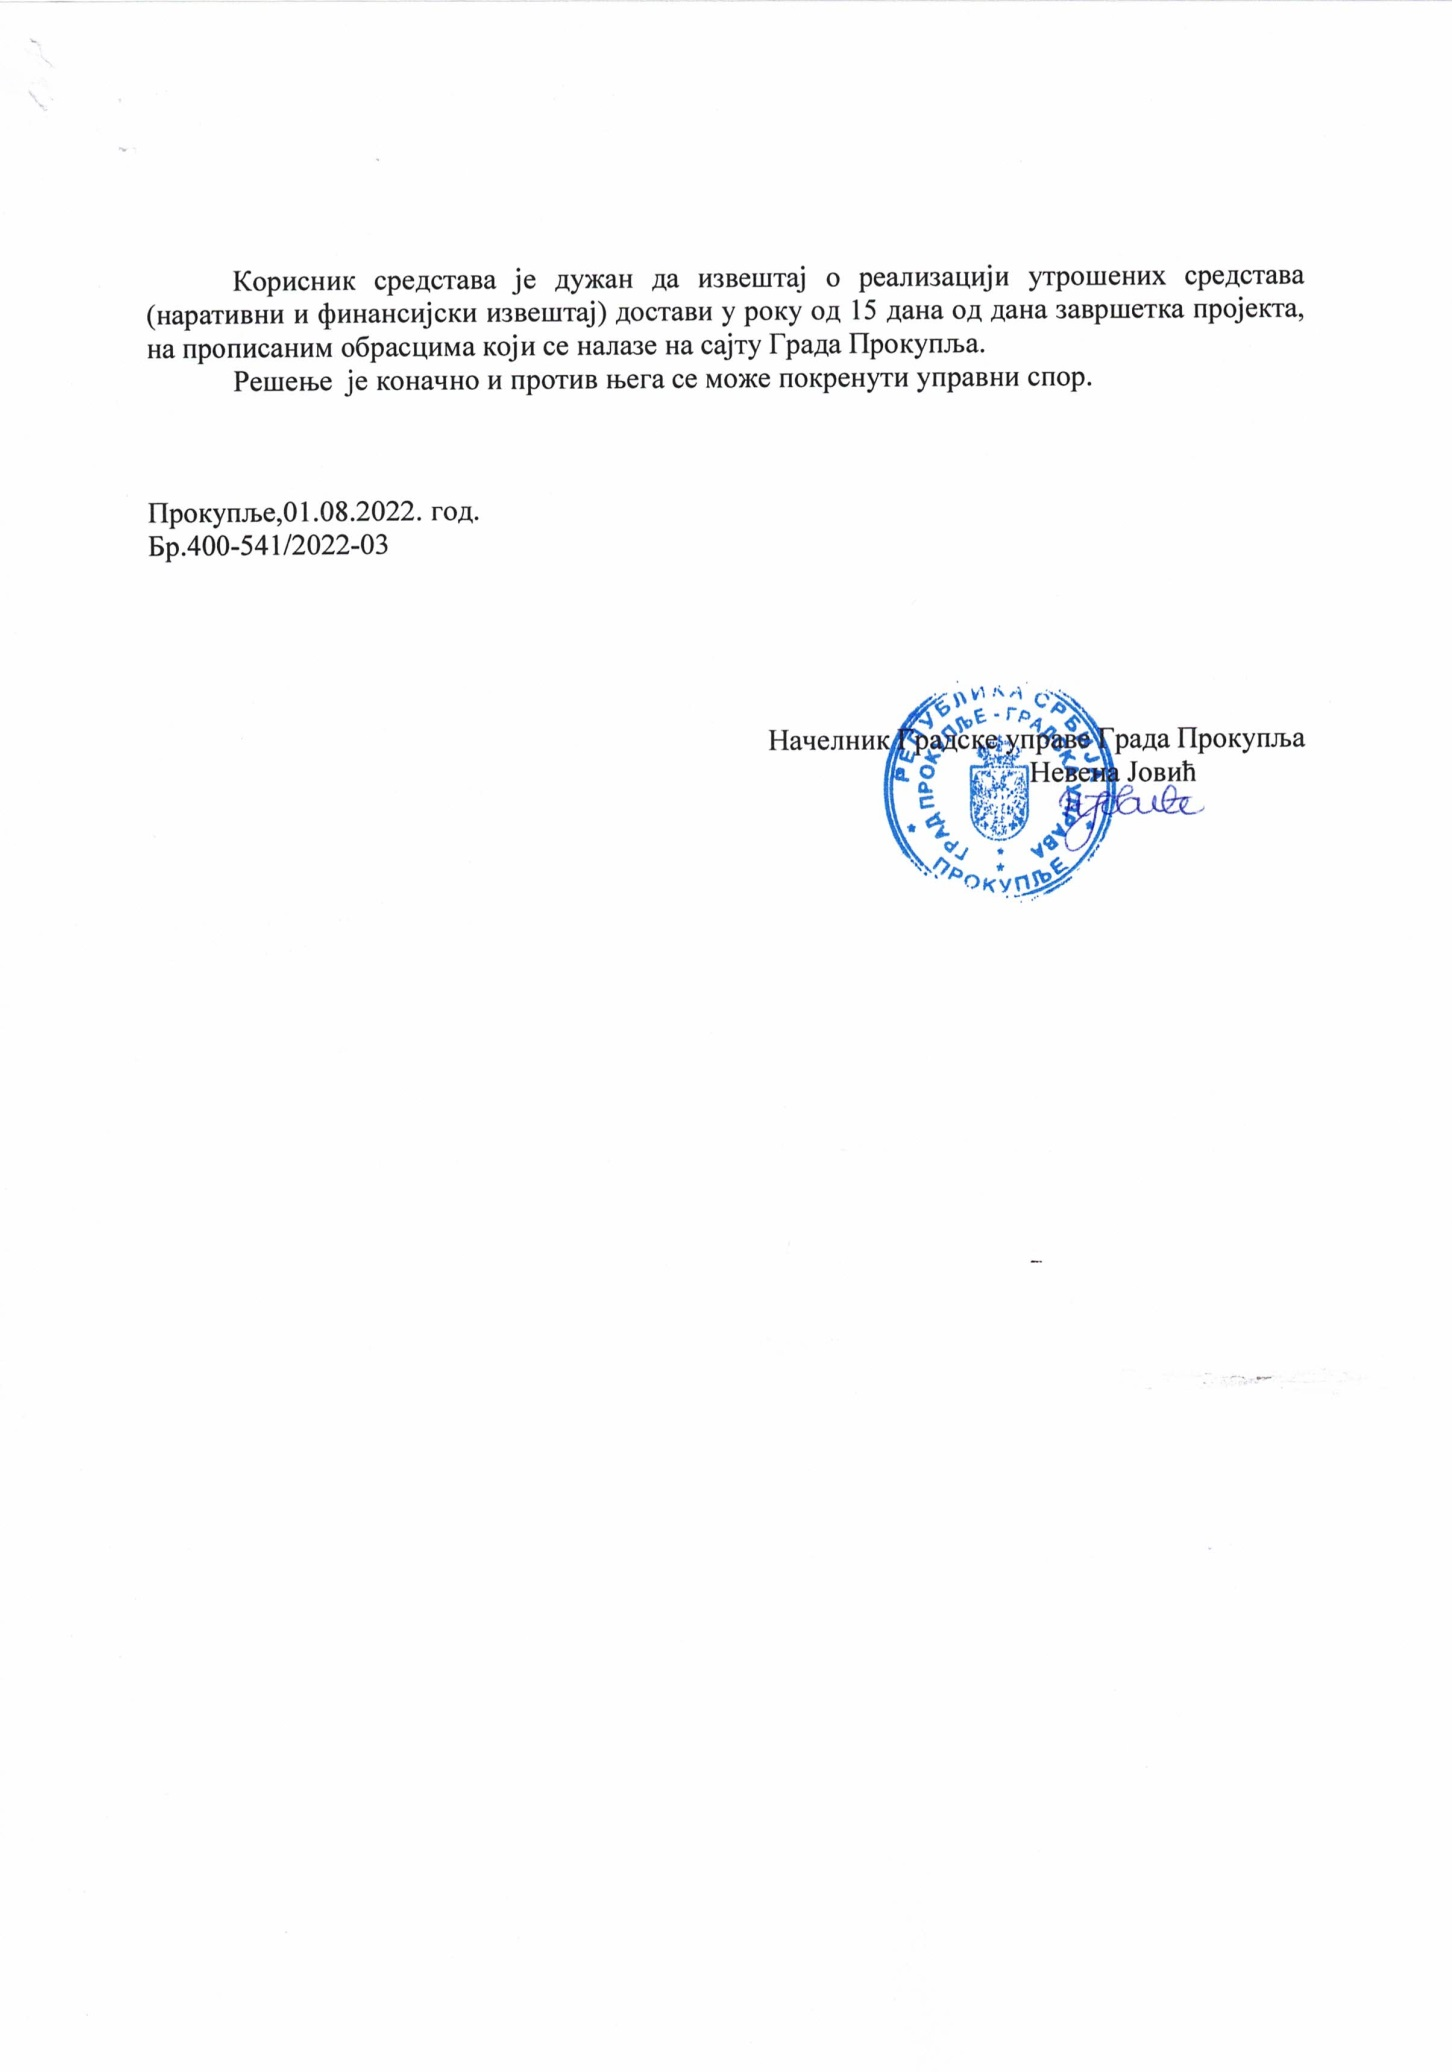 Корисник средстава је дужан да извештај о реализацији утрошених средстава
(наративни и финансијски извештај) достави у року од 15 дана од дана завршетка пројекта,
на прописаним обрасцима који се налазе на сајту Града Прокупља.
Решење је коначно и против њега се може покренути управни спор.
Прокупље,01.08.2022. год.
Бр.400-541/2022-03
Начелник Градске управе Града Прокупља
Невена Јовић
РЕПУБЛИКА СРБИЈА
ГРАД ПРОКУПЉЕ - ГРАДСКА УПРАВА
ПРОКУПЉЕ